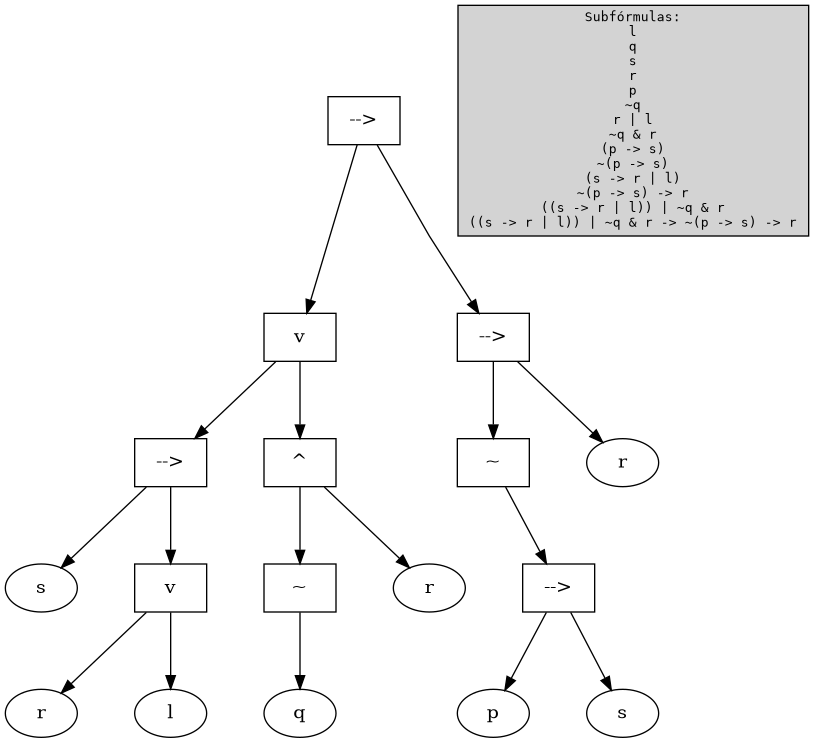 Subfórmulas:
l
q
s
r
p
~q
r | l
~q & r
(p -> s)
~(p -> s)
(s -> r | l)
~(p -> s) -> r
((s -> r | l)) | ~q & r
((s -> r | l)) | ~q & r -> ~(p -> s) -> r
-->
v -->
--> ^ ~ r
s v ~ r -->
r l q p s